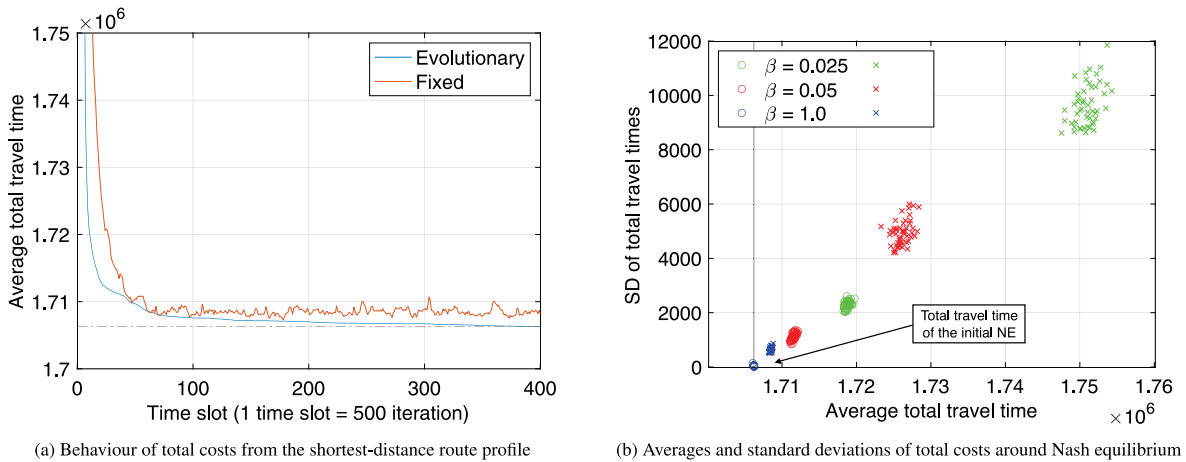 × 10⁶
1.75
1.74
1.73
1.72
1.71
1.7
Average total travel time
Evolutionary
Fixed
0
100
200
300
400
Time slot (1 time slot = 500 iteration)
(a) Behaviour of total costs from the shortest-distance route profile
12000
10000
8000
6000
4000
2000
0
SD of total travel times
β = 0.025
β = 0.05
β = 1.0
Total travel time
of the initial NE
1.71
1.72
1.73
1.74
1.75
1.76
Average total travel time
× 10⁶
(b) Averages and standard deviations of total costs around Nash equilibrium